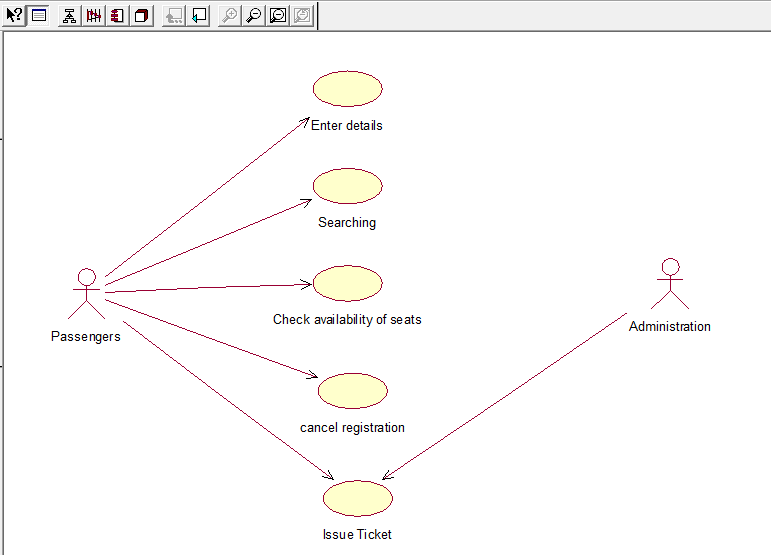 Enter details
Searching
Check availability of seats
Passengers
Administration
cancel registration
Issue Ticket